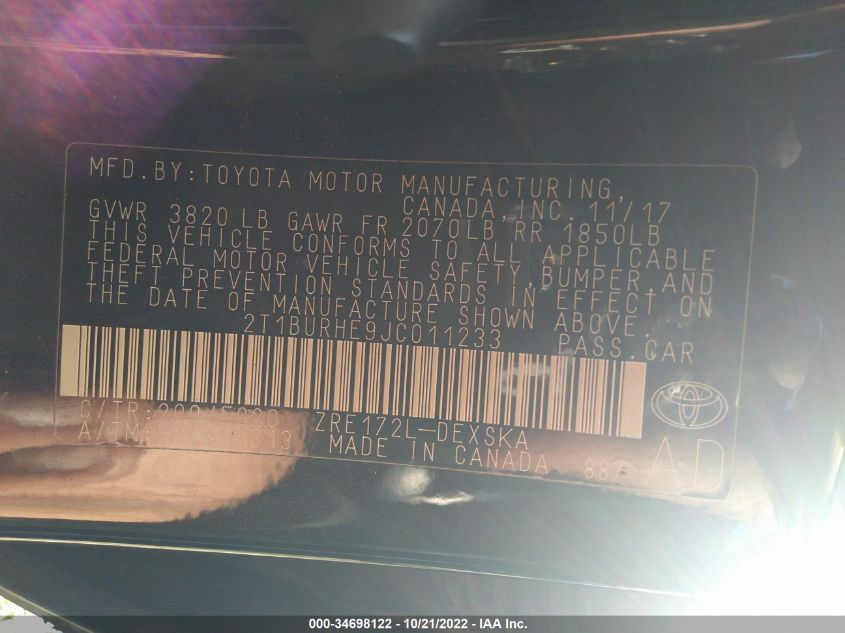 MFD.BY:TOYOTA MOTOR MANUFACTURING,
CANADA,INC. 11/17
GVWR 3820 LB GAWR FR 2070LB RR 1850LB
THIS VEHICLE CONFORMS TO ALL APPLICABLE
FEDERAL MOTOR VEHICLE SAFETY,BUMPER,AND
THEFT PREVENTION STANDARDS IN EFFECT ON
THE DATE OF MANUFACTURE SHOWN ABOVE.
2T1BURHE9JC011233 PASS.CAR
C/TR: ZRE172L-DEXSKA
A/TM: MADE IN CANADA
AD
000-34698122 - 10/21/2022 - IAA Inc.